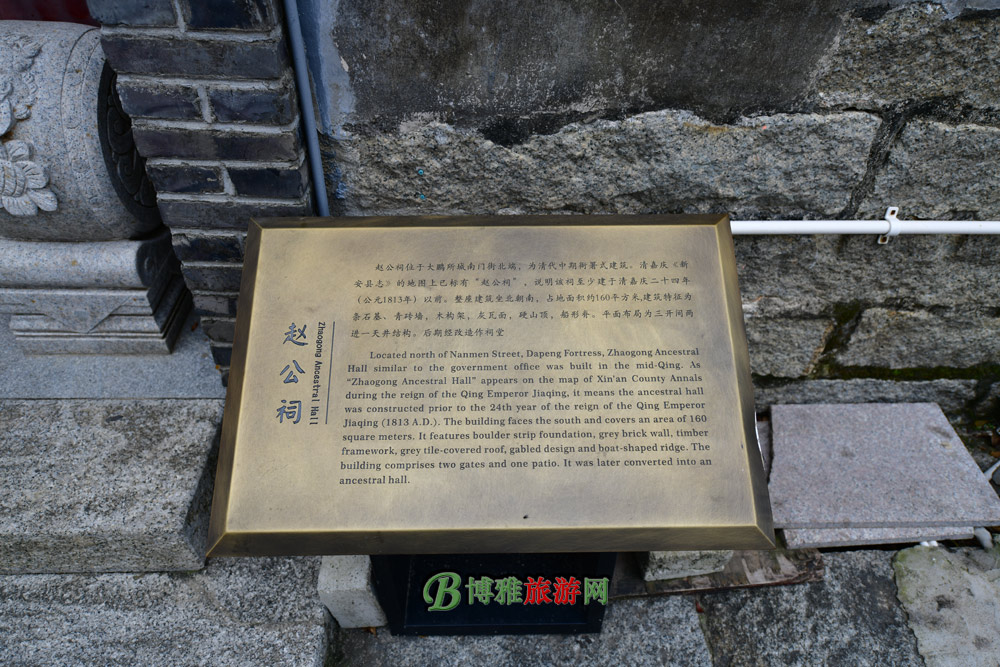 赵公祠
Zhaogong Ancestral Hall
赵公祠位于大鹏所城南门街北端，为清代中期衙署式建筑。清嘉庆《新
安县志》的地图上已标有“赵公祠”，说明该祠至少建于清嘉庆二十四年
（公元1813年）以前。整座建筑坐北朝南，占地面积约160平方米,建筑特征为
条石基、青砖墙，木构架，灰瓦面，硬山顶，船形脊。平面布局为三开间两
进一天井结构。后期经改造作祠堂
Located north of Nanmen Street, Dapeng Fortress, Zhaogong Ancestral
Hall similar to the government office was built in the mid-Qing. As
“Zhaogong Ancestral Hall” appears on the map of Xin'an County Annals
during the reign of the Qing Emperor Jiaqing, it means the ancestral hall
was constructed prior to the 24th year of the reign of the Qing Emperor
Jiaqing (1813 A.D.). The building faces the south and covers an area of 160
square meters. It features boulder strip foundation, grey brick wall, timber
framework, grey tile-covered roof, gabled design and boat-shaped ridge. The
building comprises two gates and one patio. It was later converted into an
ancestral hall.
B博雅旅游网